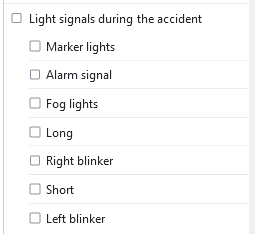 Light signals during the accident
Marker lights
Alarm signal
Fog lights
Long
Right blinker
Short
Left blinker